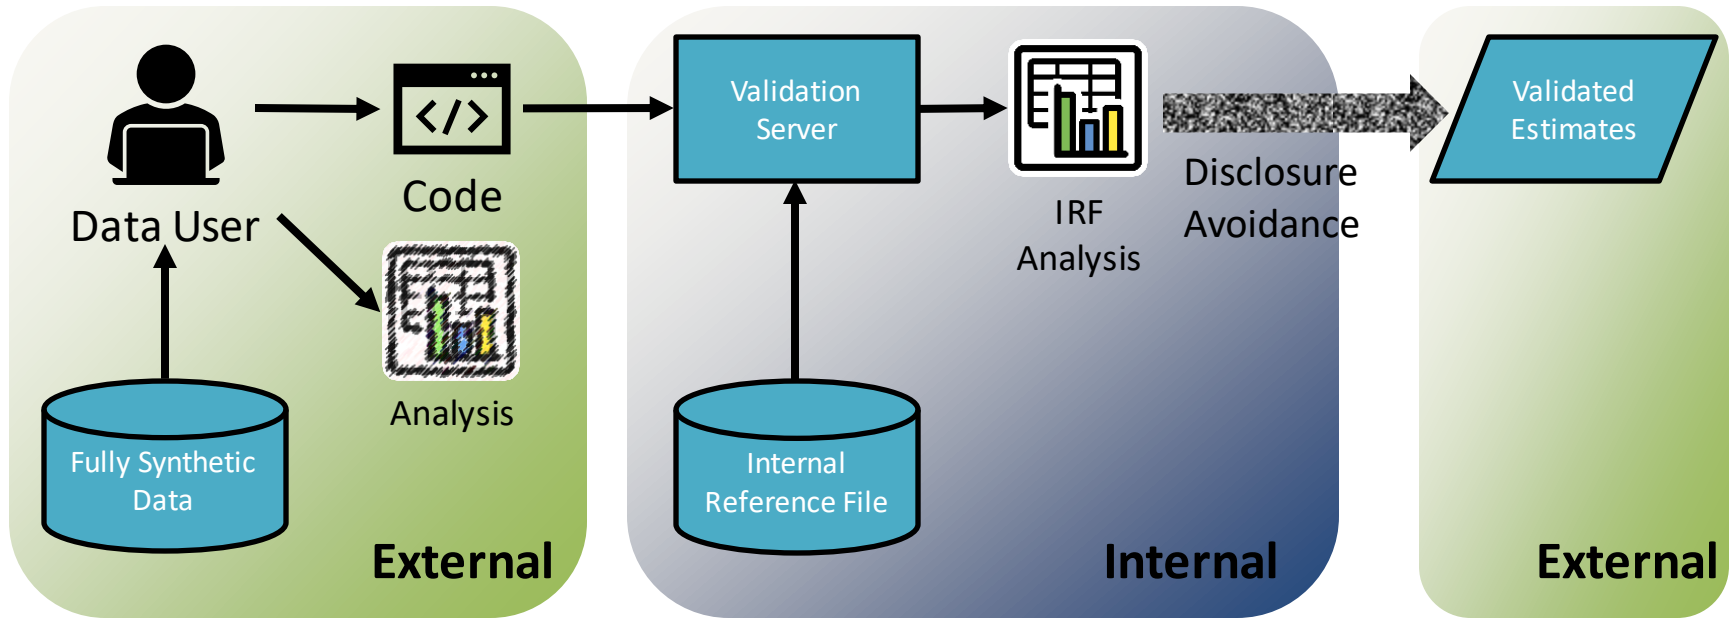 Data User
Code
</>
Analysis
Fully Synthetic
Data
External
Validation
Server
IRF
Analysis
Internal
Reference File
Internal
Disclosure
Avoidance
Validated
Estimates
External